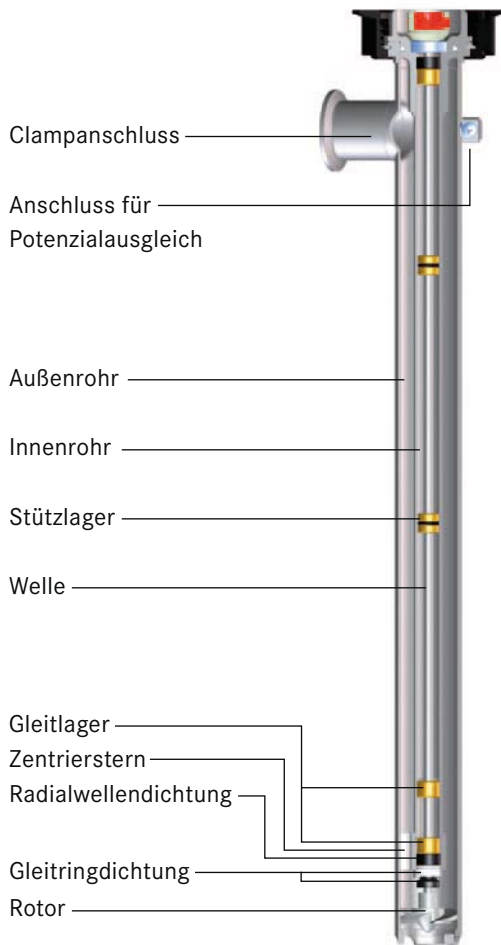 Clampanschluss
Anschluss für
Potenzialausgleich
Außenrohr
Innenrohr
Stützlager
Welle
Gleitlager
Zentrierstern
Radialwellendichtung
Gleitringdichtung
Rotor